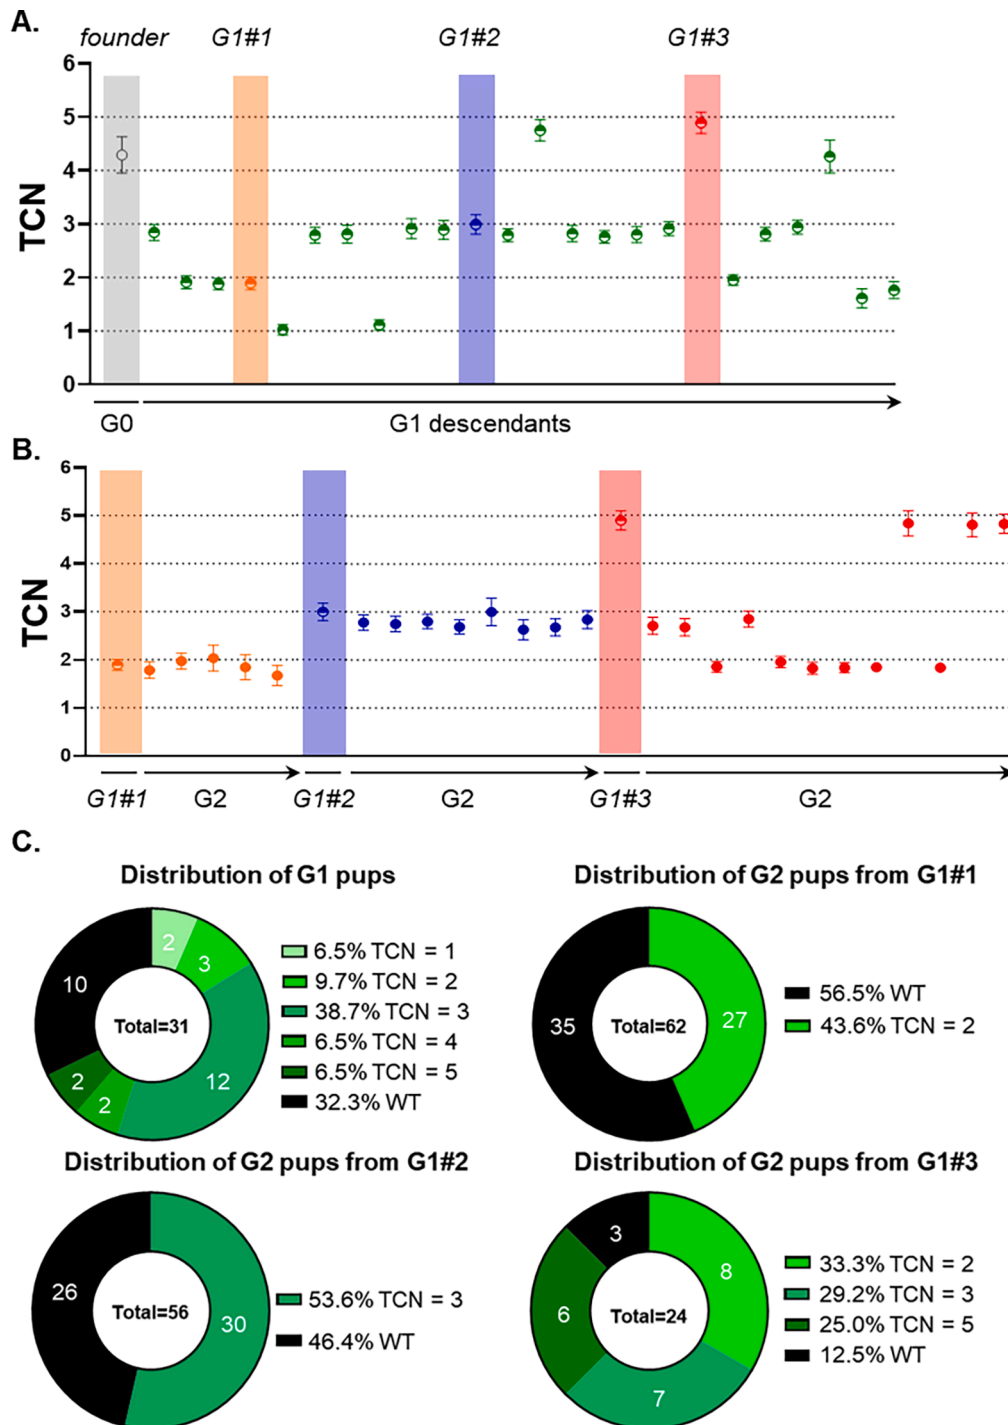 A.
founder G1#1 G1#2 G1#3
6
5
4
3
2
1
0
TCN
G0 G1 descendants
B.
6
5
4
3
2
1
0
TCN
G1#1 G2 G1#2 G2 G1#3 G2
C.
Distribution of G1 pups
2
3
12
2
2
10
Total=31
6.5% TCN = 1
9.7% TCN = 2
38.7% TCN = 3
6.5% TCN = 4
6.5% TCN = 5
32.3% WT
Distribution of G2 pups from G1#1
35
27
Total=62
56.5% WT
43.6% TCN = 2
Distribution of G2 pups from G1#2
26
30
Total=56
53.6% TCN = 3
46.4% WT
Distribution of G2 pups from G1#3
3
8
6
7
Total=24
33.3% TCN = 2
29.2% TCN = 3
25.0% TCN = 5
12.5% WT